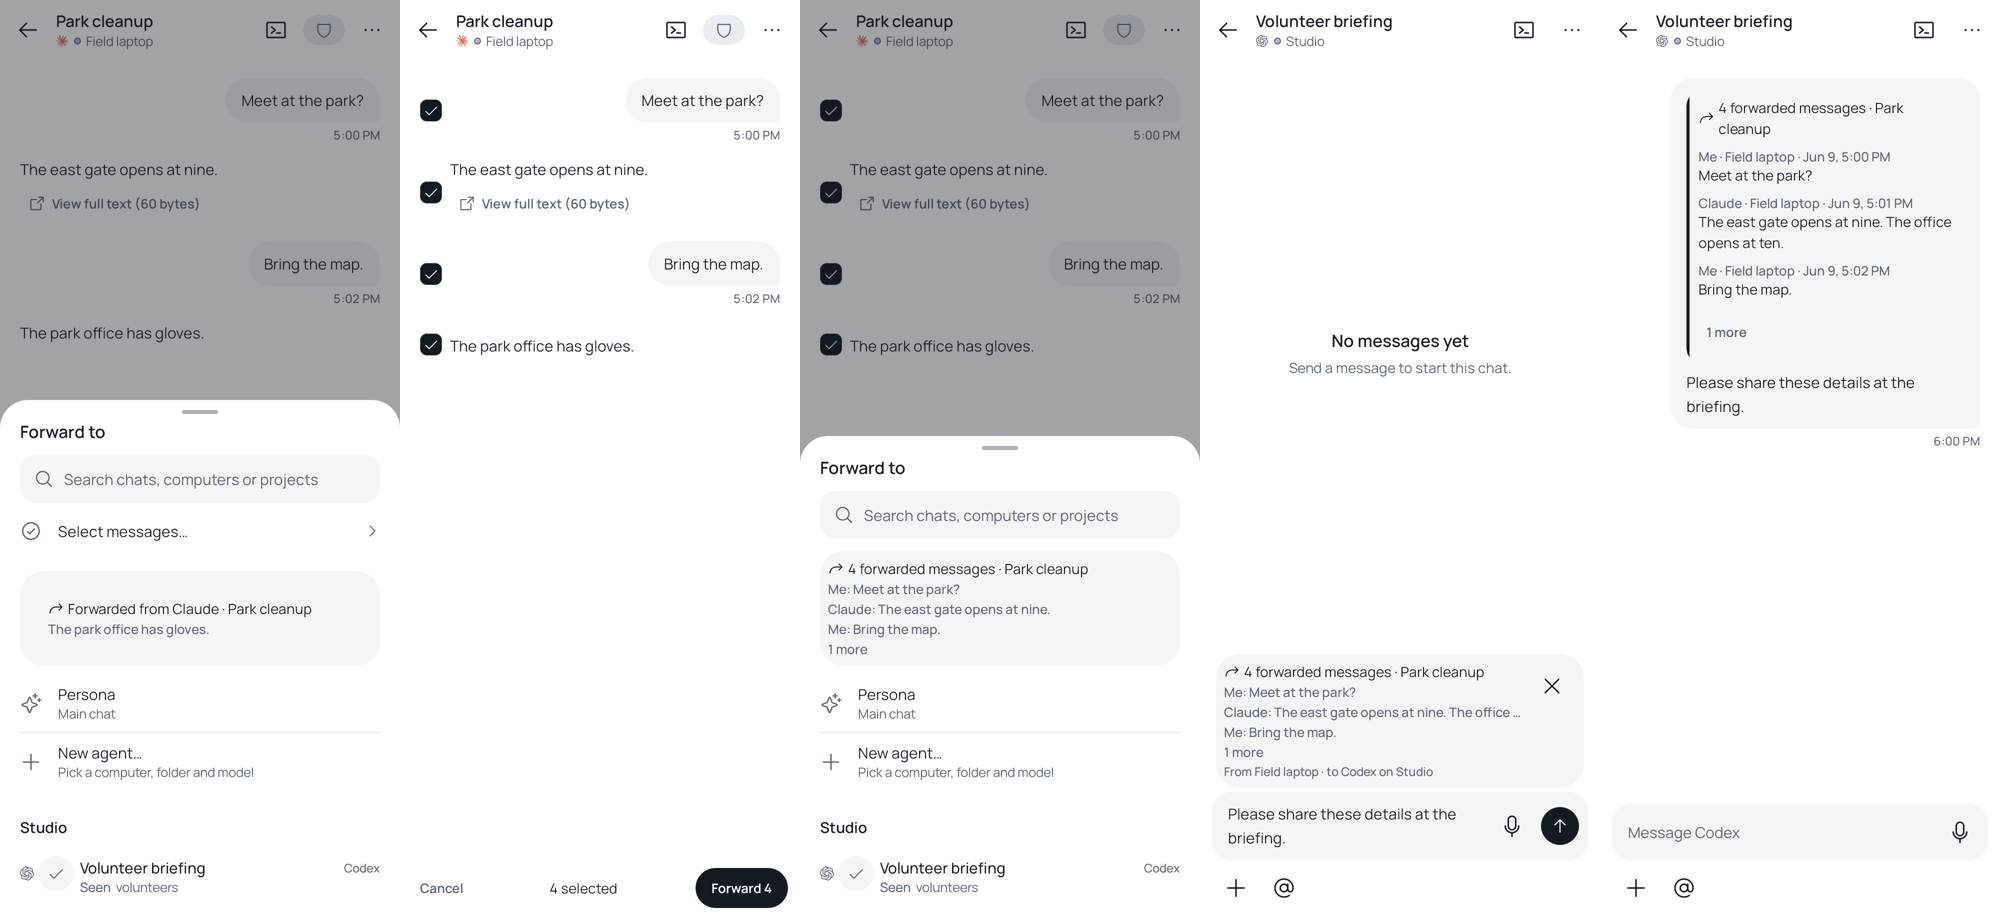 Park cleanup
Field laptop
Meet at the park?
5:00 PM
The east gate opens at nine.
View full text (60 bytes)
Bring the map.
5:02 PM
The park office has gloves.
Forward to
Search chats, computers or projects
Select messages…
Forwarded from Claude · Park cleanup
The park office has gloves.
Persona
Main chat
New agent…
Pick a computer, folder and model
Studio
Volunteer briefing
Codex
Seen volunteers
Park cleanup
Field laptop
Meet at the park?
5:00 PM
The east gate opens at nine.
View full text (60 bytes)
Bring the map.
5:02 PM
The park office has gloves.
Cancel
4 selected
Forward 4
Park cleanup
Field laptop
Meet at the park?
5:00 PM
The east gate opens at nine.
View full text (60 bytes)
Bring the map.
5:02 PM
The park office has gloves.
Forward to
Search chats, computers or projects
4 forwarded messages · Park cleanup
Me: Meet at the park?
Claude: The east gate opens at nine.
Me: Bring the map.
1 more
Persona
Main chat
New agent…
Pick a computer, folder and model
Studio
Volunteer briefing
Codex
Seen volunteers
Volunteer briefing
Studio
No messages yet
Send a message to start this chat.
4 forwarded messages · Park cleanup
Me: Meet at the park?
Claude: The east gate opens at nine. The office …
Me: Bring the map.
1 more
From Field laptop · to Codex on Studio
Please share these details at the
briefing.
@
Volunteer briefing
Studio
4 forwarded messages · Park
cleanup
Me · Field laptop · Jun 9, 5:00 PM
Meet at the park?
Claude · Field laptop · Jun 9, 5:01 PM
The east gate opens at nine. The office
opens at ten.
Me · Field laptop · Jun 9, 5:02 PM
Bring the map.
1 more
Please share these details at the
briefing.
6:00 PM
Message Codex
@